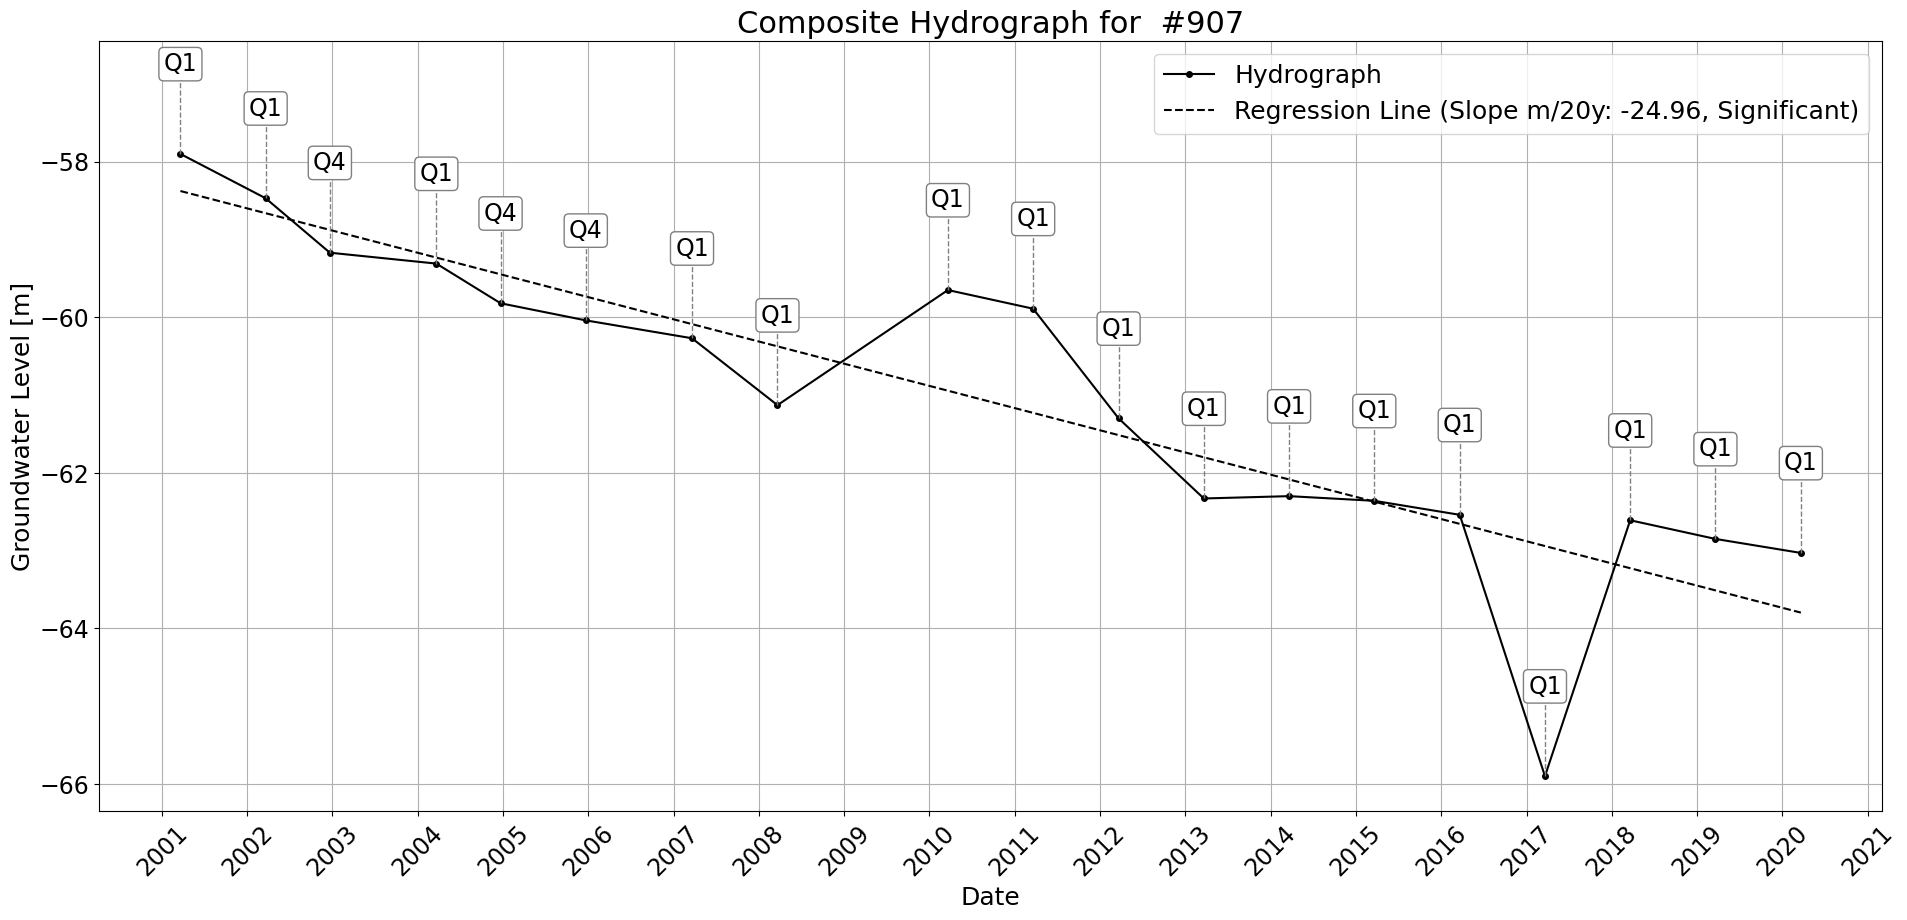 Composite Hydrograph for  #907
Hydrograph
Regression Line (Slope m/20y: -24.96, Significant)
Q1
Q1
Q4
Q1
Q4
Q4
Q1
Q1
Q1
Q1
Q1
Q1
Q1
Q1
Q1
Q1
Q1
Q1
Q1
Groundwater Level [m]
−58
−60
−62
−64
−66
2001
2002
2003
2004
2005
2006
2007
2008
2009
2010
2011
2012
2013
2014
2015
2016
2017
2018
2019
2020
2021
Date